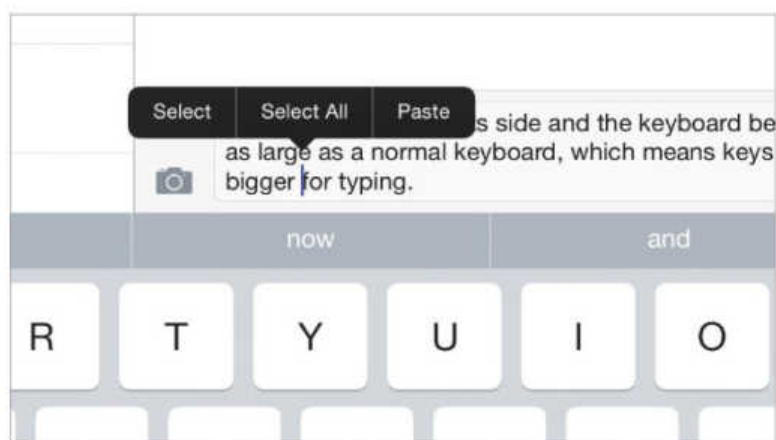 Select Select All Paste
s side and the keyboard be
as large as a normal keyboard, which means keys
bigger for typing.
now and
R T Y U I O